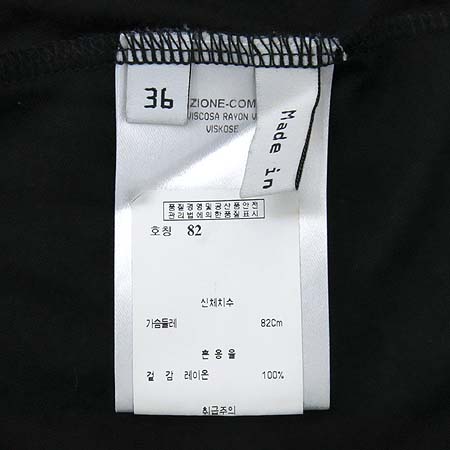 36
ZIONE-COM
VISCOSA RAYON V
VISKOSE
Made in
품질경영및공산품안전
관리법에의한품질표시
호칭 82
신체치수
가슴둘레 82Cm
혼용율
겉감 레이온 100%
취급주의